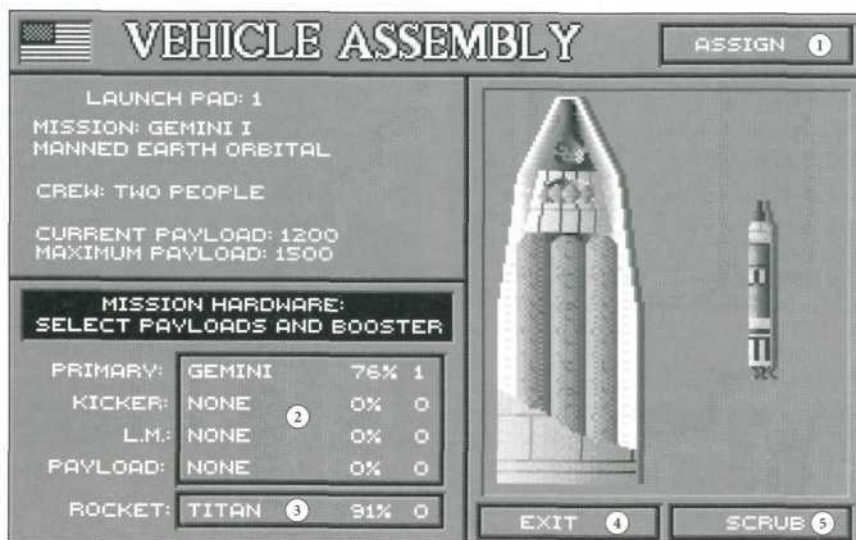 VEHICLE ASSEMBLY
ASSIGN 1
LAUNCH PAD: 1
MISSION: GEMINI I
MANNED EARTH ORBITAL
CREW: TWO PEOPLE
CURRENT PAYLOAD: 1200
MAXIMUM PAYLOAD: 1500
MISSION HARDWARE:
SELECT PAYLOADS AND BOOSTER
PRIMARY: GEMINI 76% 1
KICKER: NONE 2 0% 0
L.M.: NONE 0% 0
PAYLOAD: NONE 0% 0
ROCKET: TITAN 3 91% 0
EXIT 4
SCRUB 5